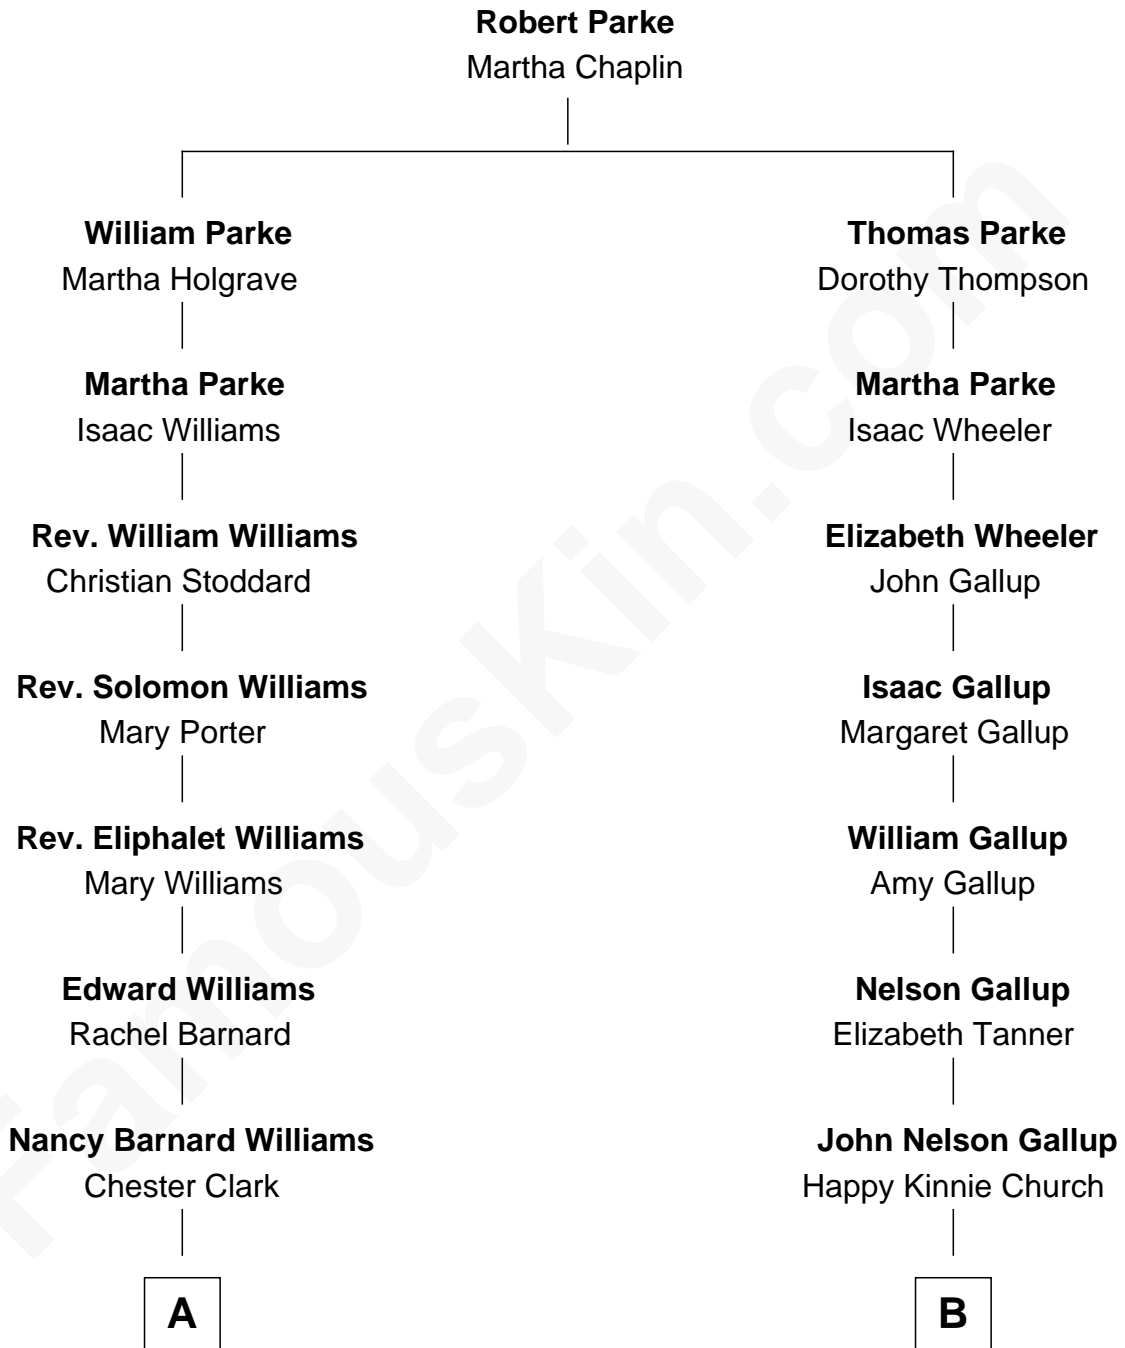 Robert Parke
Martha Chaplin
William Parke
Martha Holgrave
Thomas Parke
Dorothy Thompson
Martha Parke
Isaac Williams
Martha Parke
Isaac Wheeler
Rev. William Williams
Christian Stoddard
Elizabeth Wheeler
John Gallup
Rev. Solomon Williams
Mary Porter
Isaac Gallup
Margaret Gallup
Rev. Eliphalet Williams
Mary Williams
William Gallup
Amy Gallup
Edward Williams
Rachel Barnard
Nelson Gallup
Elizabeth Tanner
Nancy Barnard Williams
Chester Clark
John Nelson Gallup
Happy Kinnie Church
A
B
FamousKin.com